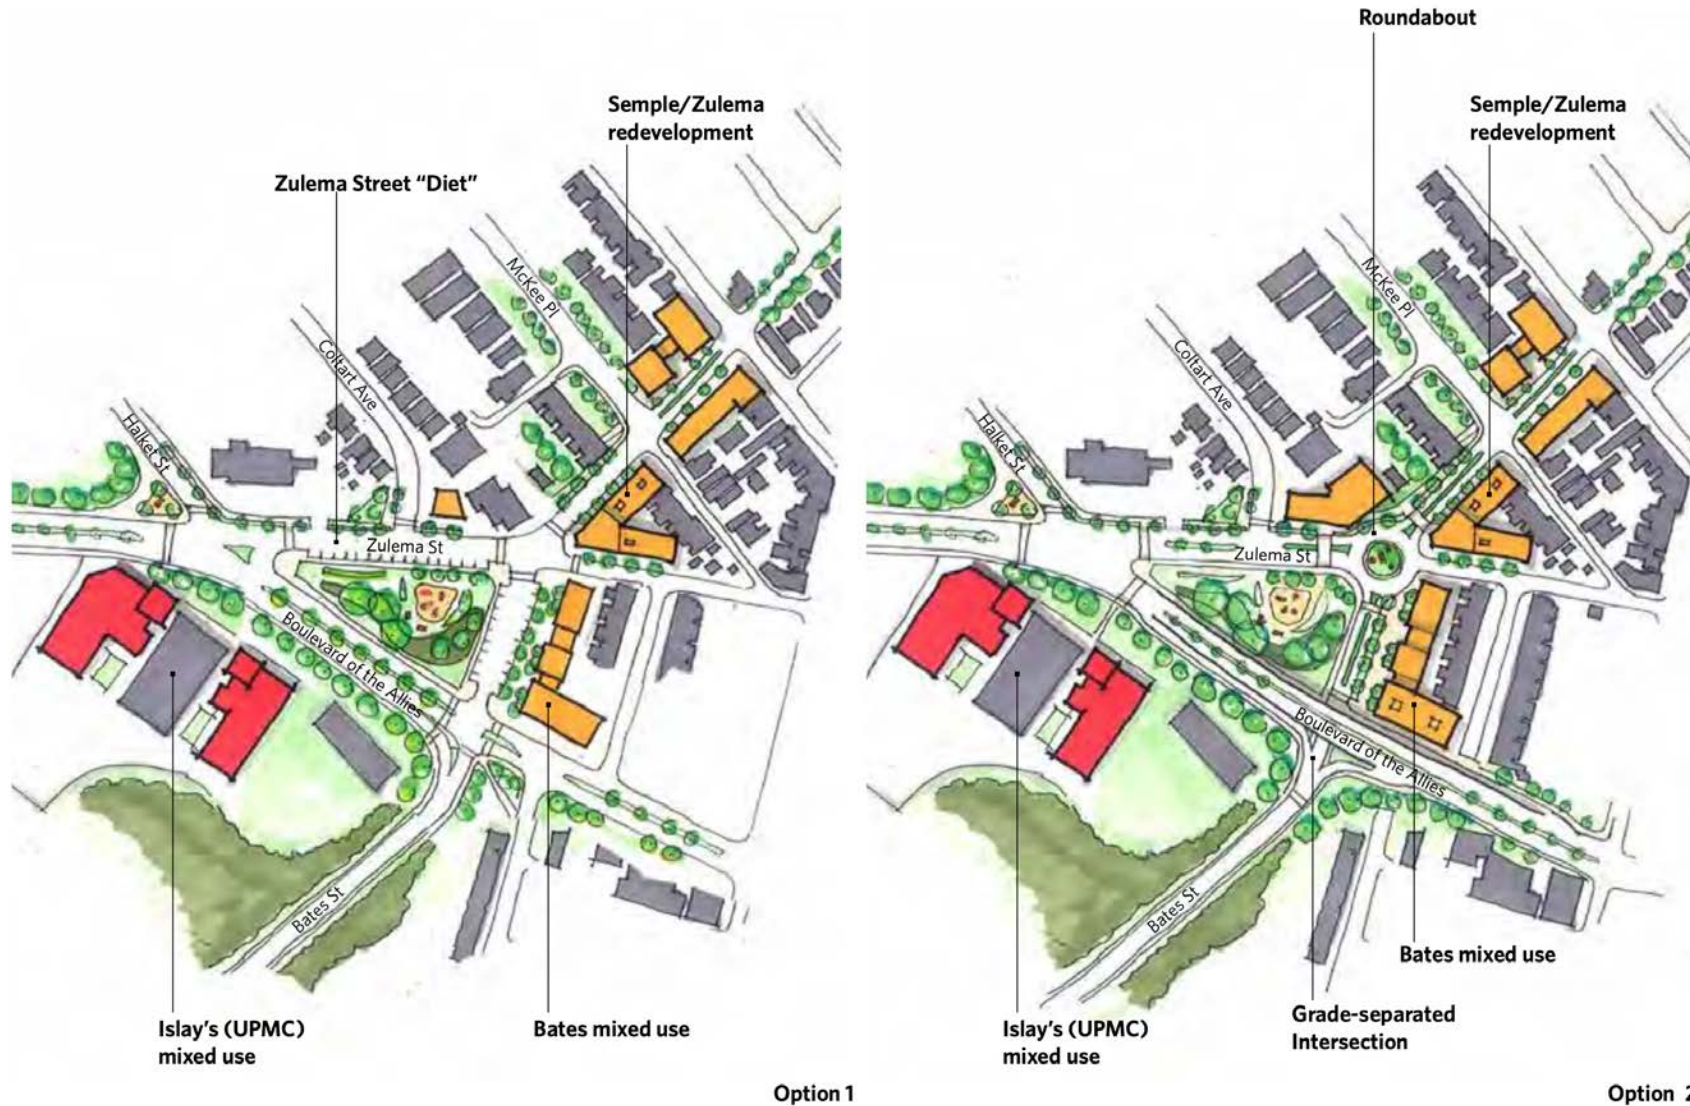 Roundabout
Semple/Zulema
redevelopment
Semple/Zulema
redevelopment
Zulema Street “Diet”
McKee Pl
McKee Pl
Coltart Ave
Coltart Ave
Halket St
Halket St
Zulema St
Zulema St
Boulevard of the Allies
Boulevard of the Allies
Bates St
Bates St
Islay’s (UPMC)
mixed use
Bates mixed use
Islay’s (UPMC)
mixed use
Grade-separated
Intersection
Bates mixed use
Option 1
Option 2